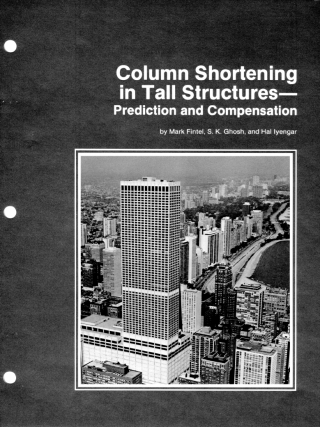 Column Shortening
in Tall Structures—
Prediction and Compensation
by Mark Fintel, S. K. Ghosh, and Hal Iyengar